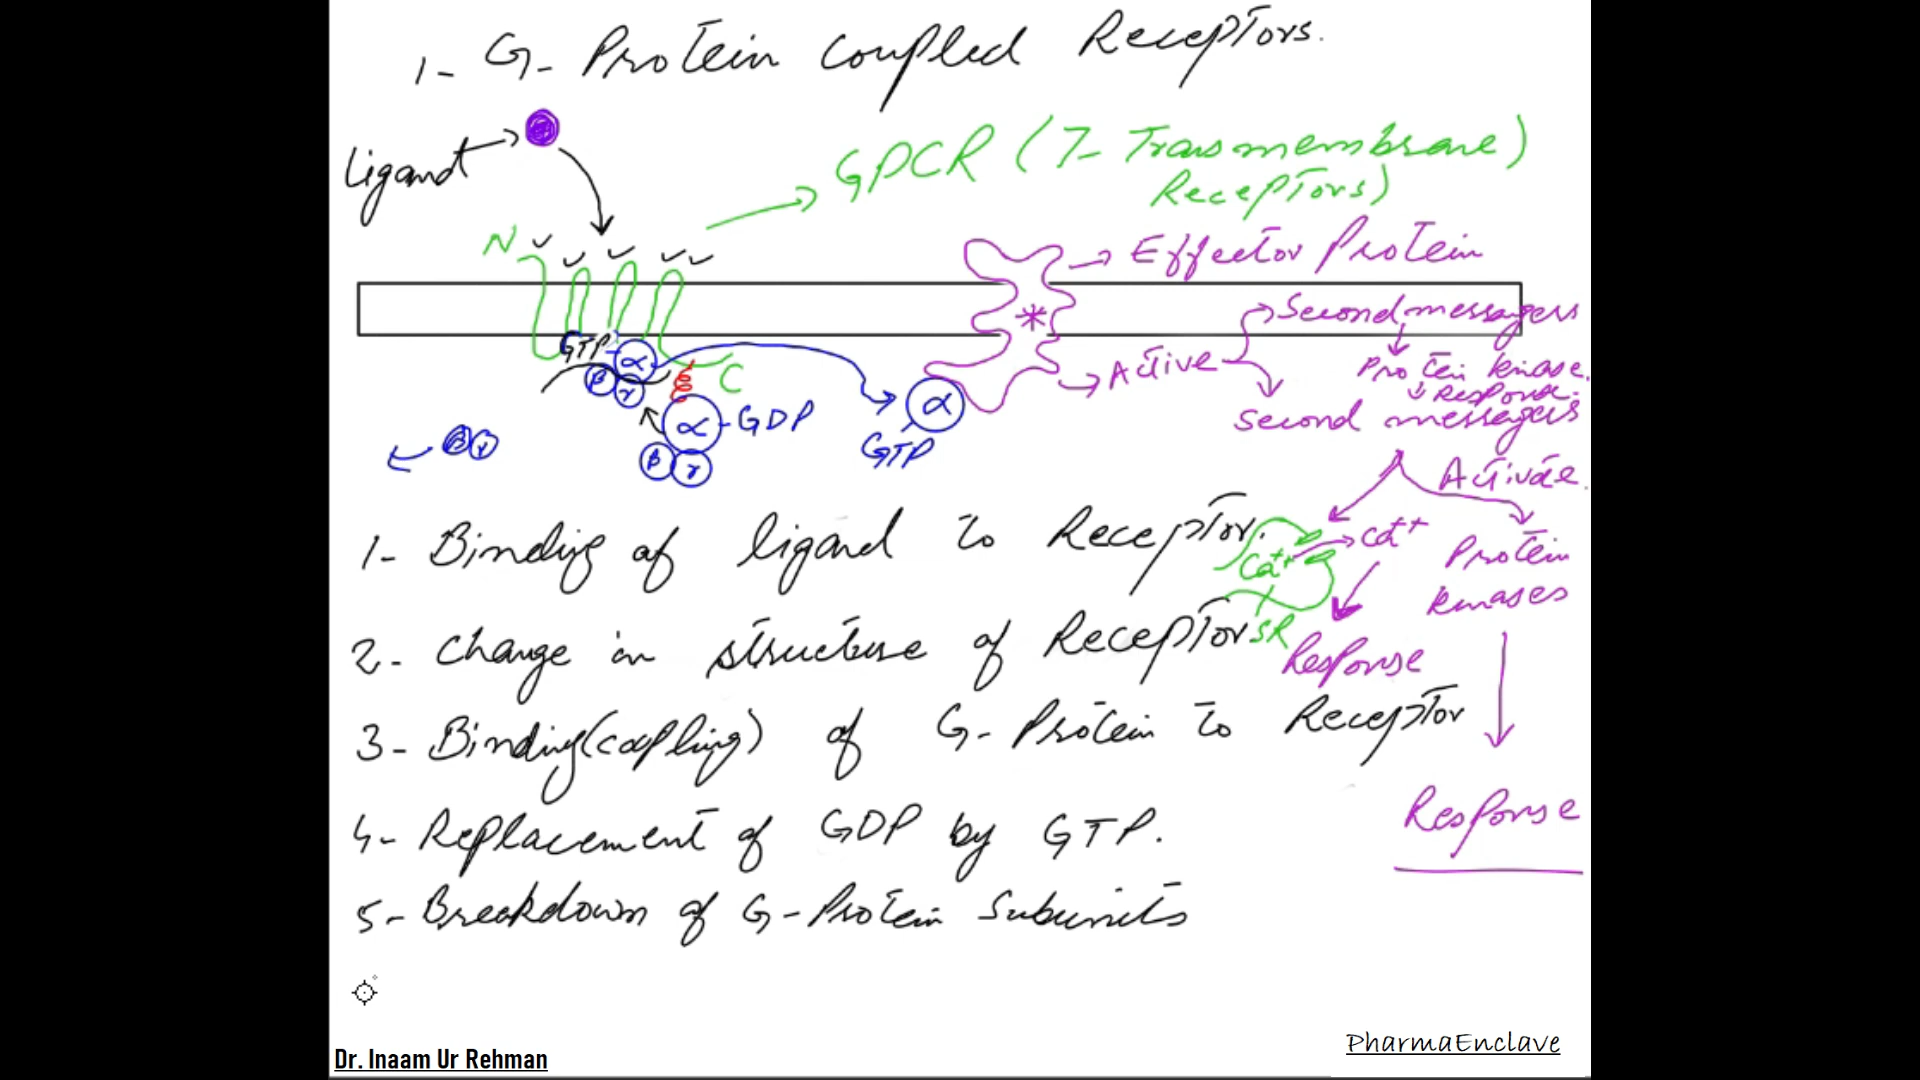 1- G- Protein Coupled Receptors.
Ligand
GPCR (7- Transmembrane)
Receptors)
N
Effector Protein
Second messengers
GTP
α
β γ
C
Active
Protein kinase.
Respona.
Second messengers
α - GDP
β γ
α
GTP
β γ
Activate.
1- Binding of ligand to Receptor.
Ca++
Ca++
Protein
kinases
2- Change in structure of Receptor
SR
Response
3- Binding(coupling) of G- Protein to Receptor
4- Replacement of GDP by GTP.
Response
5- Breakdown of G-Protein Subunits
PharmaEnclave
Dr. Inaam Ur Rehman